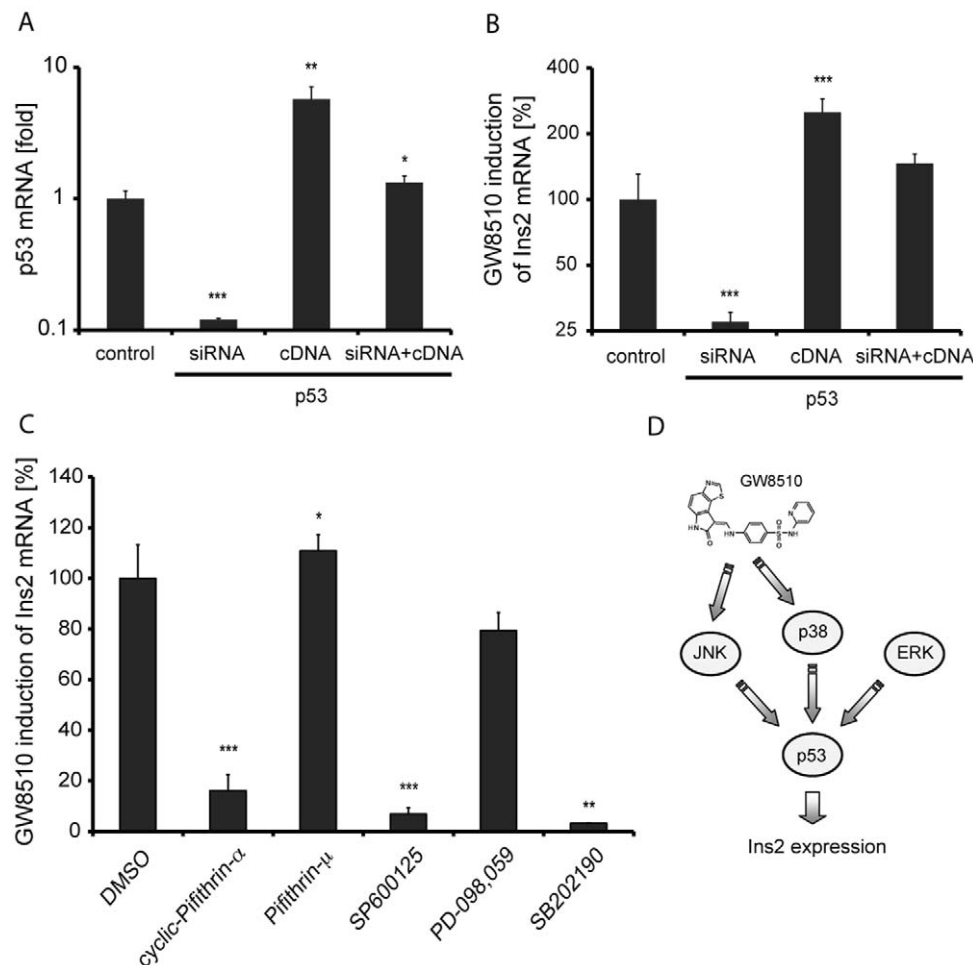 A
p53 mRNA [fold]
10
1
0.1
**
*
***
control siRNA cDNA siRNA+cDNA
p53
B
GW8510 induction
of Ins2 mRNA [%]
400
200
100
50
25
***
***
control siRNA cDNA siRNA+cDNA
p53
C
GW8510 induction of Ins2 mRNA [%]
140
120
100
80
60
40
20
0
*
***
***
**
DMSO
cyclic-Pifithrin-α
Pifithrin-μ
SP600125
PD-098,059
SB202190
D
GW8510
N
S
HN
O
HN
O
S
O
NH
N
JNK
p38
ERK
p53
Ins2 expression